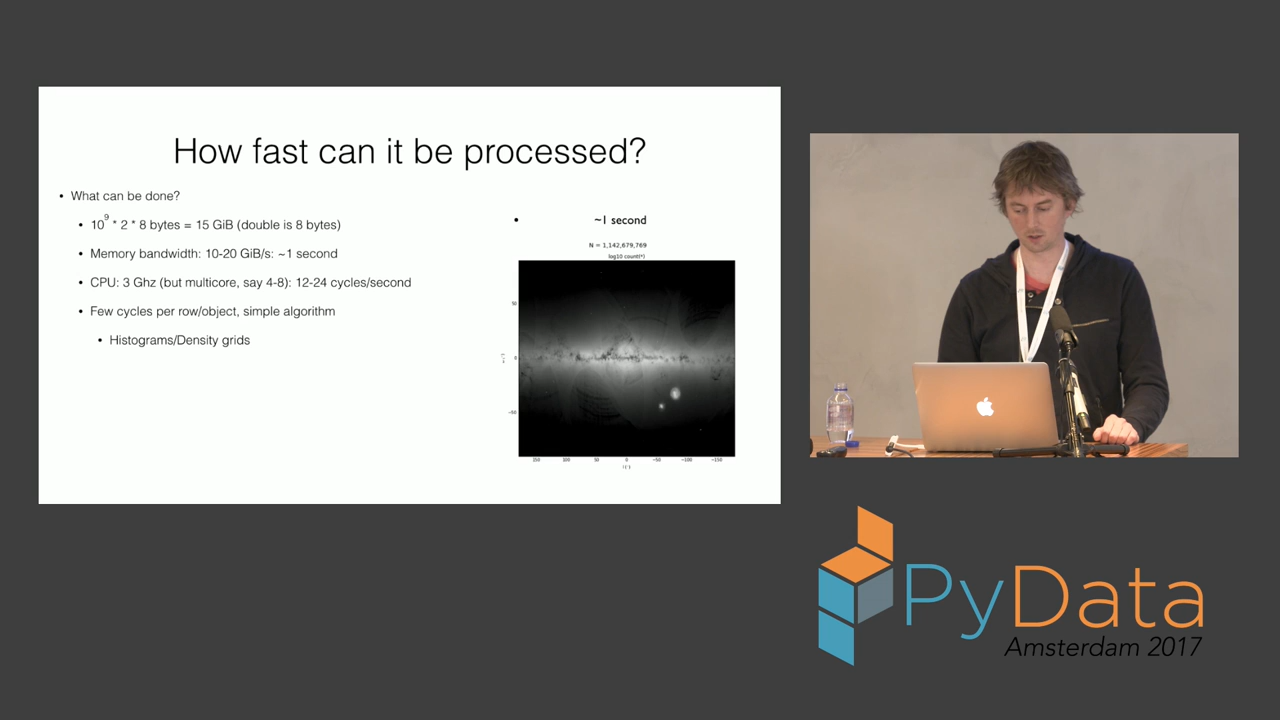 How fast can it be processed?
• What can be done?
• 10^9 * 2 * 8 bytes = 15 GiB (double is 8 bytes)
• Memory bandwidth: 10-20 GiB/s: ~1 second
• CPU: 3 Ghz (but multicore, say 4-8): 12-24 cycles/second
• Few cycles per row/object, simple algorithm
• Histograms/Density grids
• ~1 second
N = 1,142,679,769
log10 count(*)
50
0
−50
150 100 50 0 −50 −100 −150
PyData
Amsterdam 2017